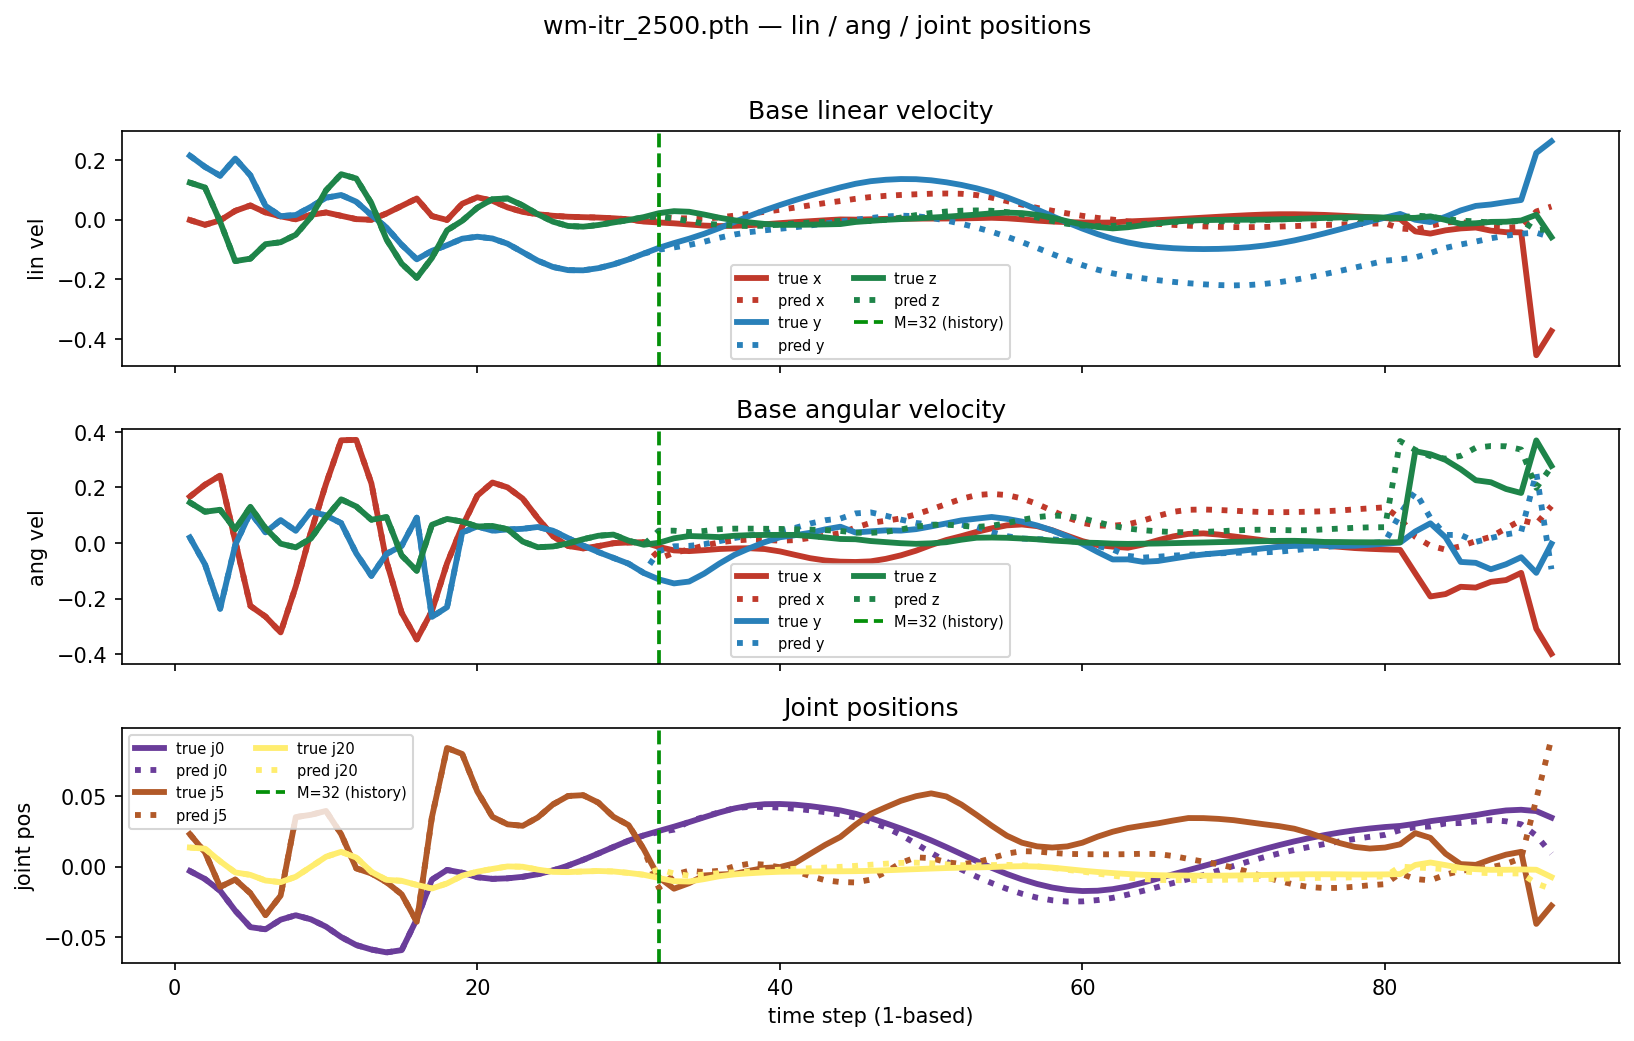 wm-itr_2500.pth — lin / ang / joint positions
Base linear velocity
0.2
0.0
−0.2
−0.4
lin vel
true x
pred x
true y
pred y
true z
pred z
M=32 (history)
Base angular velocity
0.4
0.2
0.0
−0.2
−0.4
ang vel
true x
pred x
true y
pred y
true z
pred z
M=32 (history)
Joint positions
0.05
0.00
−0.05
joint pos
true j0
pred j0
true j5
pred j5
true j20
pred j20
M=32 (history)
0 20 40 60 80
time step (1-based)